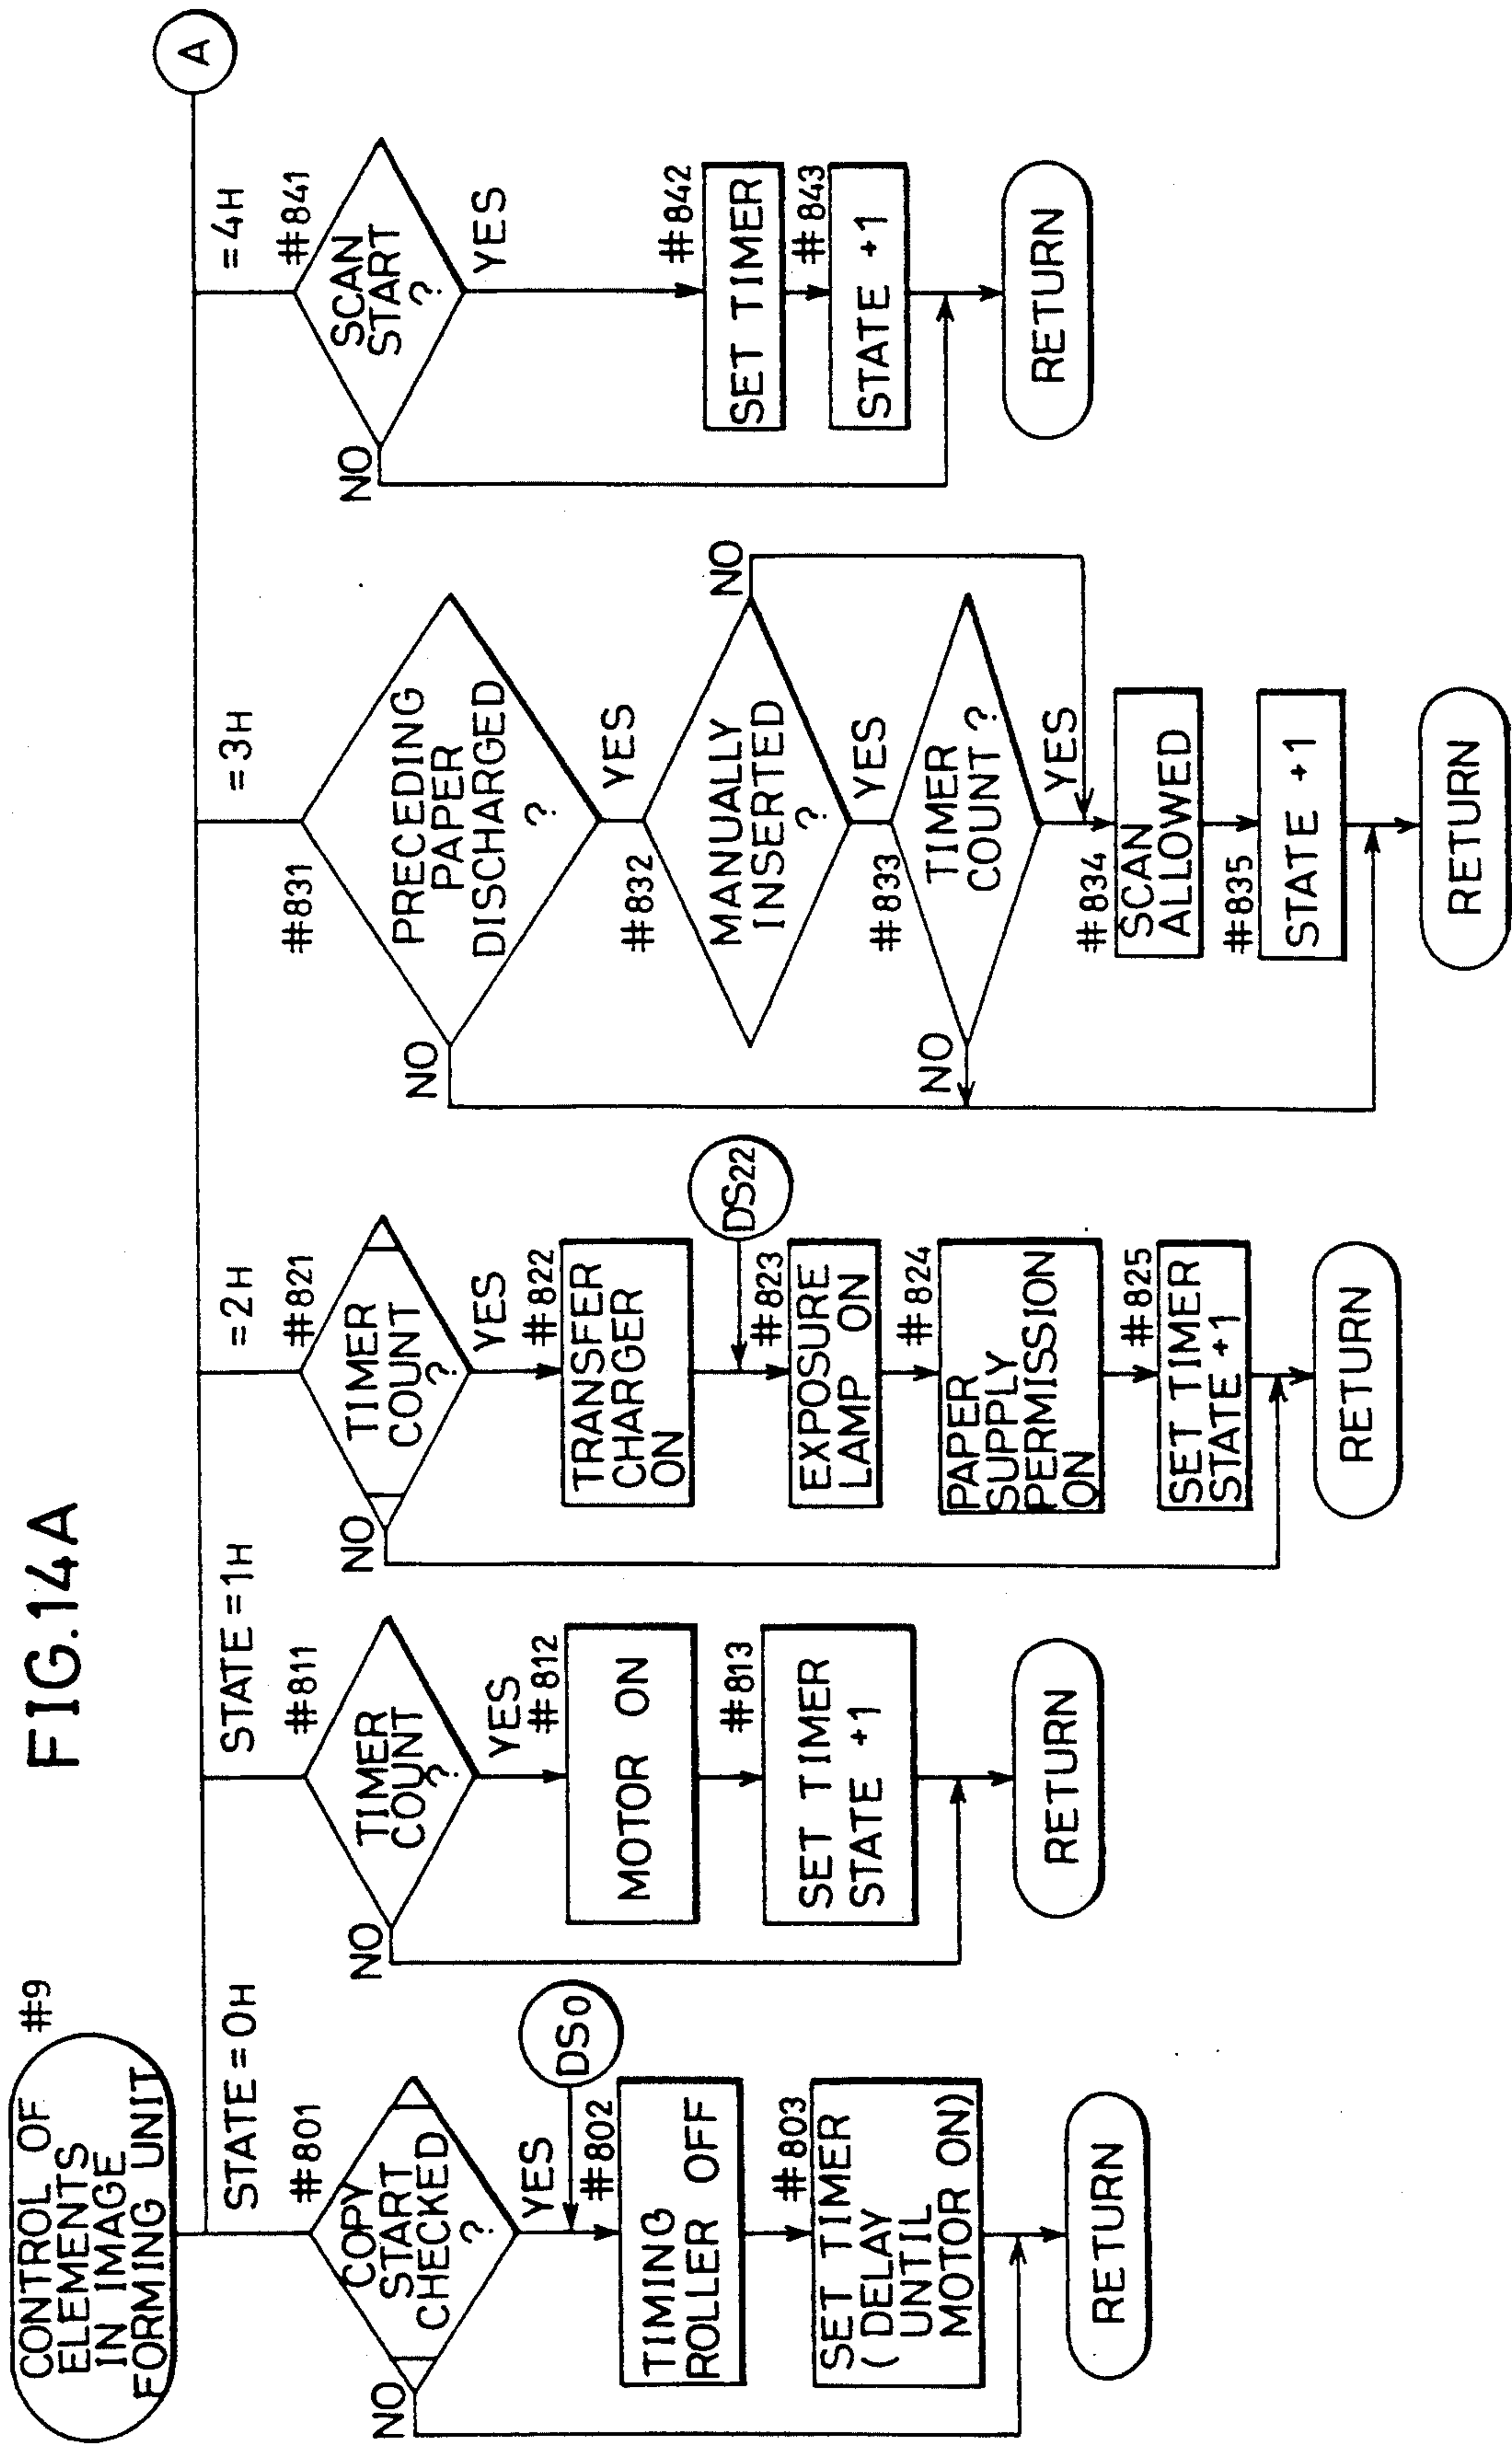 FIG.14A
CONTROL OF
ELEMENTS
IN IMAGE
FORMING UNIT
#9
A
STATE=0H
#801
COPY
START
CHECKED
?
NO
YES
DS0
#802
TIMING
ROLLER OFF
#803
SET TIMER
(DELAY
UNTIL
MOTOR ON)
RETURN
STATE=1H
#811
TIMER
COUNT
?
NO
YES
#812
MOTOR ON
#813
SET TIMER
STATE +1
RETURN
=2H
#821
TIMER
COUNT
?
NO
YES
#822
TRANSFER
CHARGER
ON
DS22
#823
EXPOSURE
LAMP ON
#824
PAPER
SUPPLY
PERMISSION
ON
#825
SET TIMER
STATE +1
RETURN
=3H
#831
PRECEDING
PAPER
DISCHARGED
?
NO
YES
#832
MANUALLY
INSERTED
?
NO
YES
#833
TIMER
COUNT ?
NO
YES
#834
SCAN
ALLOWED
#835
STATE +1
RETURN
=4H
#841
SCAN
START
?
NO
YES
#842
SET TIMER
#843
STATE +1
RETURN